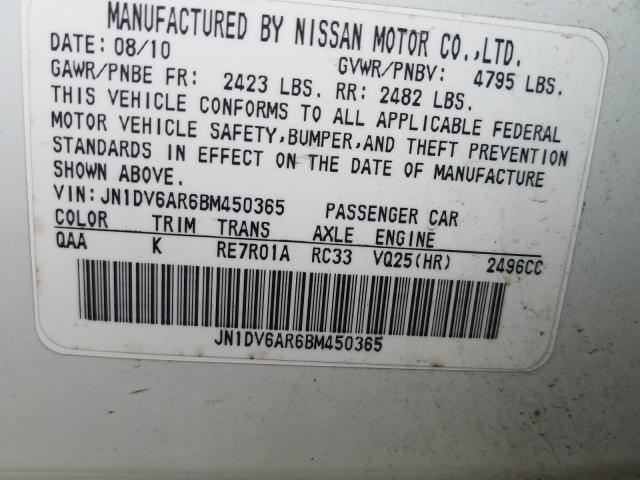 MANUFACTURED BY NISSAN MOTOR CO.,LTD.
DATE: 08/10 GVWR/PNBV: 4795 LBS.
GAWR/PNBE FR: 2423 LBS. RR: 2482 LBS.
THIS VEHICLE CONFORMS TO ALL APPLICABLE FEDERAL
MOTOR VEHICLE SAFETY,BUMPER,AND THEFT PREVENTION
STANDARDS IN EFFECT ON THE DATE OF MANUFACTURE
SHOWN ABOVE.
VIN: JN1DV6AR6BM450365 PASSENGER CAR
COLOR TRIM TRANS AXLE ENGINE
QAA K RE7R01A RC33 VQ25(HR) 2496CC
JN1DV6AR6BM450365